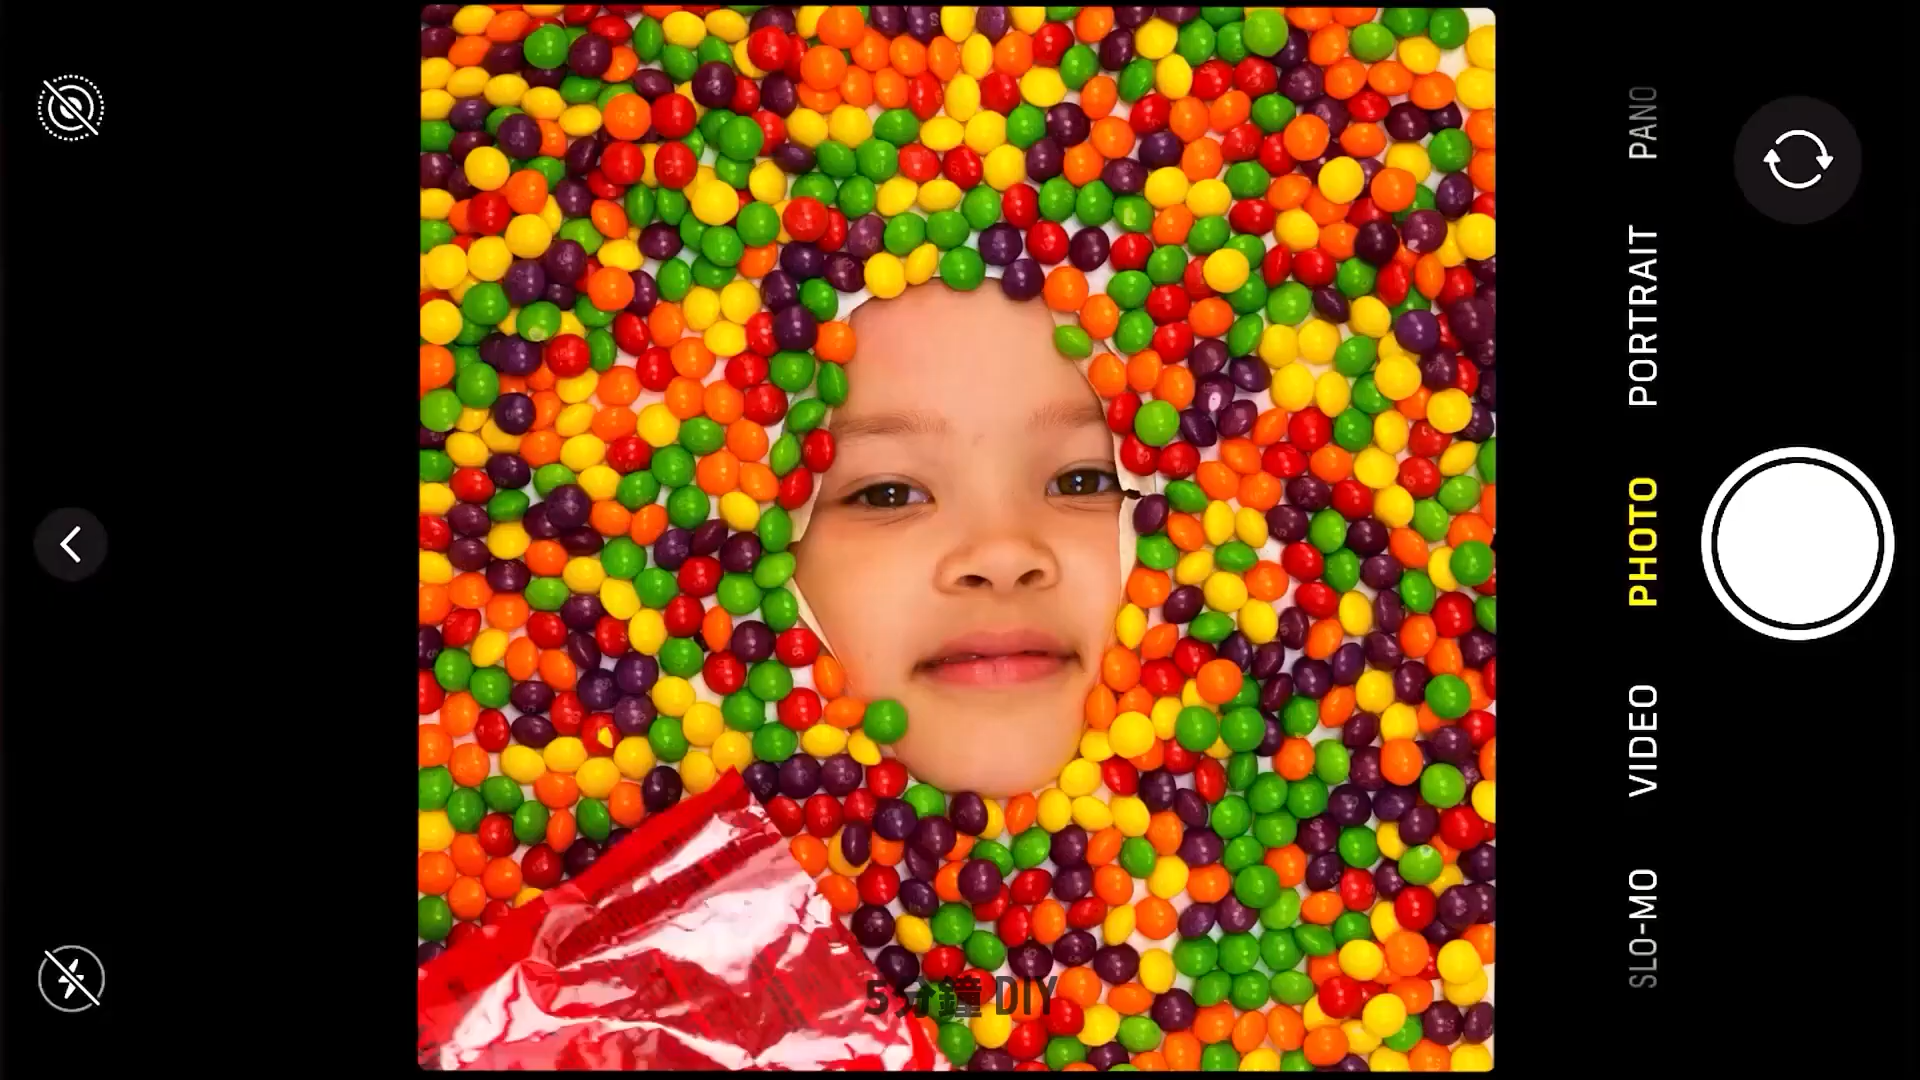 PANO
PORTRAIT
PHOTO
VIDEO
SLO-MO
5分鐘 DIY